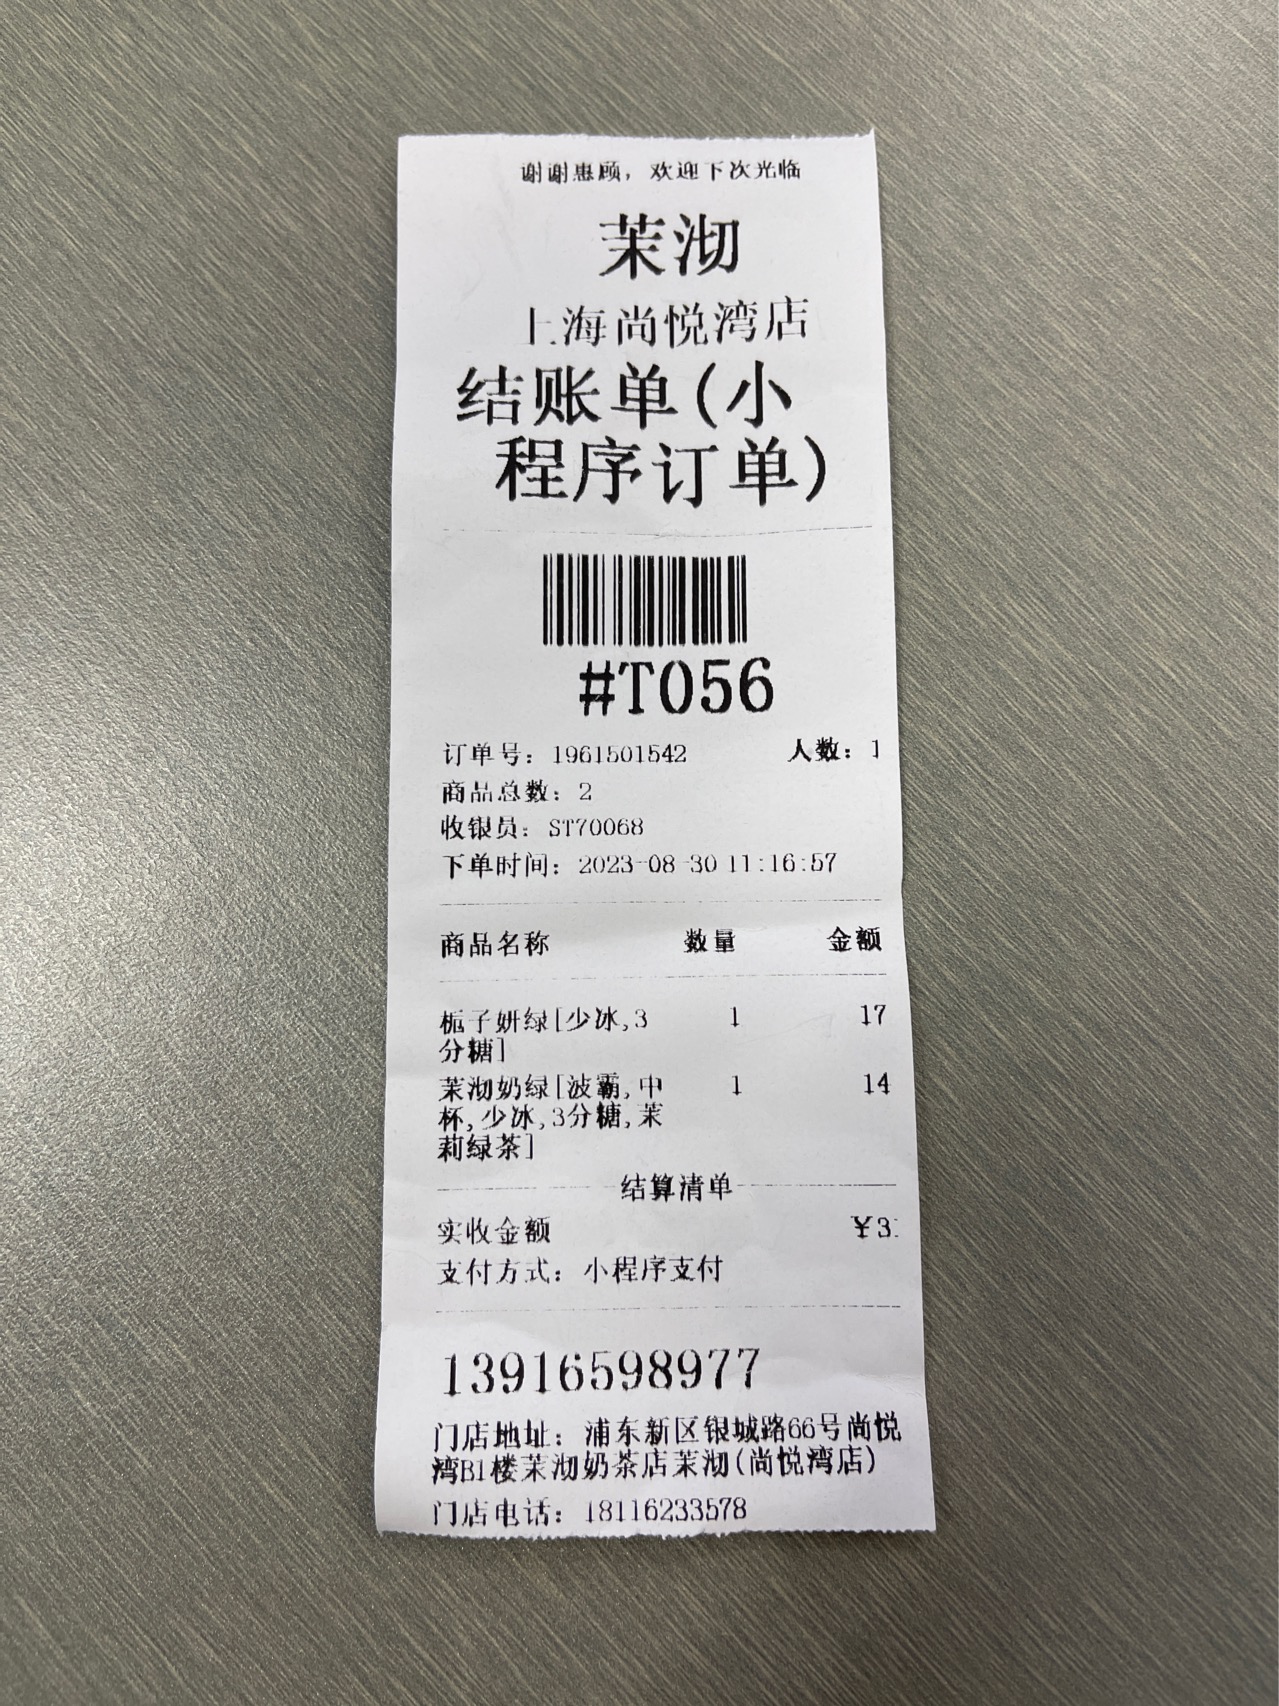 谢谢惠顾，欢迎下次光临
茉沏
上海尚悦湾店
结账单(小
程序订单)
#T056
订单号：1961501542 人数：1
商品总数：2
收银员：ST70068
下单时间：2023-08-30 11:16:57
商品名称 数量 金额
栀子妍绿[少冰,3 1 17
分糖]
茉沏奶绿[波霸,中 1 14
杯,少冰,3分糖,茉
莉绿茶]
结算清单
实收金额 ¥3
支付方式：小程序支付
13916598977
门店地址：浦东新区银城路66号尚悦
湾B1楼茉沏奶茶店茉沏(尚悦湾店)
门店电话：18116233578